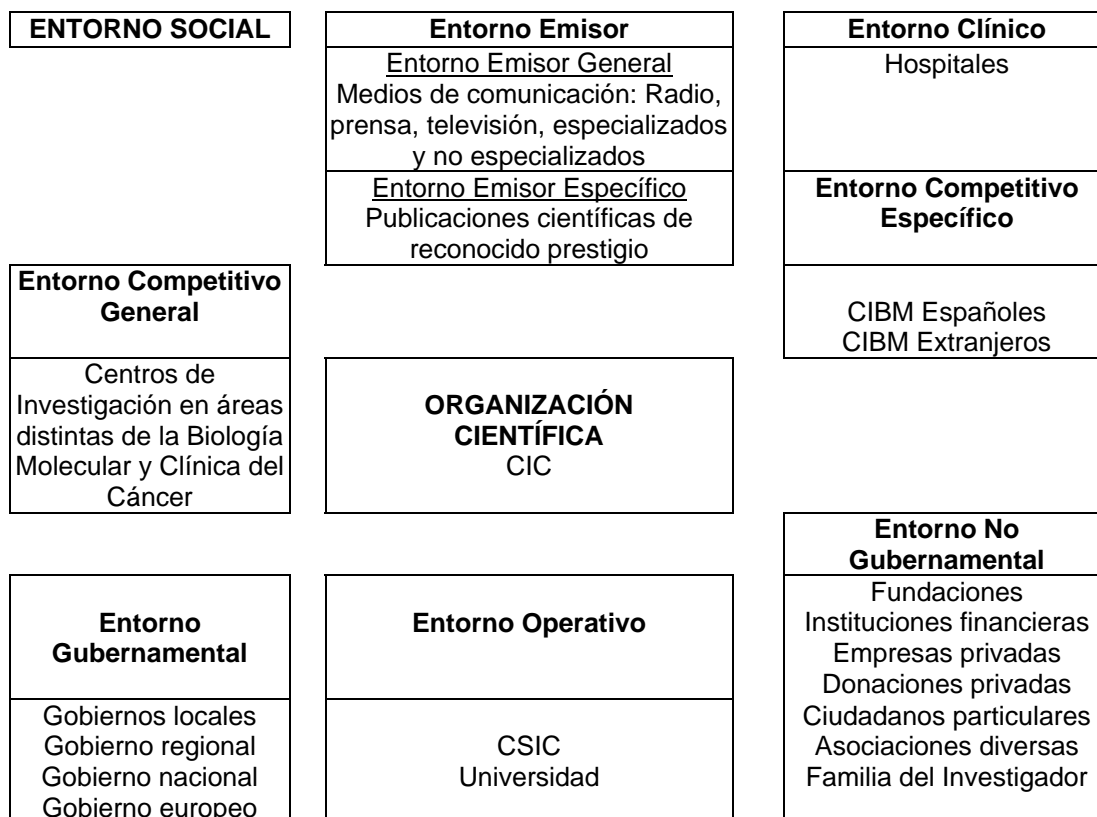 ENTORNO SOCIAL
Entorno Emisor
Entorno Emisor General
Medios de comunicación: Radio,
prensa, televisión, especializados
y no especializados
Entorno Emisor Específico
Publicaciones científicas de
reconocido prestigio
Entorno Clínico
Hospitales
Entorno Competitivo
Específico
CIBM Españoles
CIBM Extranjeros
Entorno Competitivo
General
Centros de
Investigación en áreas
distintas de la Biología
Molecular y Clínica del
Cáncer
ORGANIZACIÓN
CIENTÍFICA
CIC
Entorno No
Gubernamental
Fundaciones
Instituciones financieras
Empresas privadas
Donaciones privadas
Ciudadanos particulares
Asociaciones diversas
Familia del Investigador
Entorno
Gubernamental
Gobiernos locales
Gobierno regional
Gobierno nacional
Gobierno europeo
Entorno Operativo
CSIC
Universidad